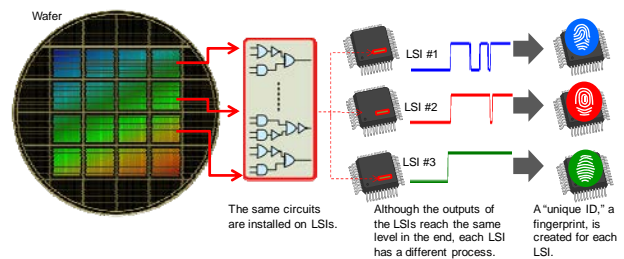 Wafer
LSI #1
LSI #2
LSI #3
The same circuits
are installed on LSIs.
Although the outputs of
the LSIs reach the same
level in the end, each LSI
has a different process.
A “unique ID,” a
fingerprint, is
created for each
LSI.